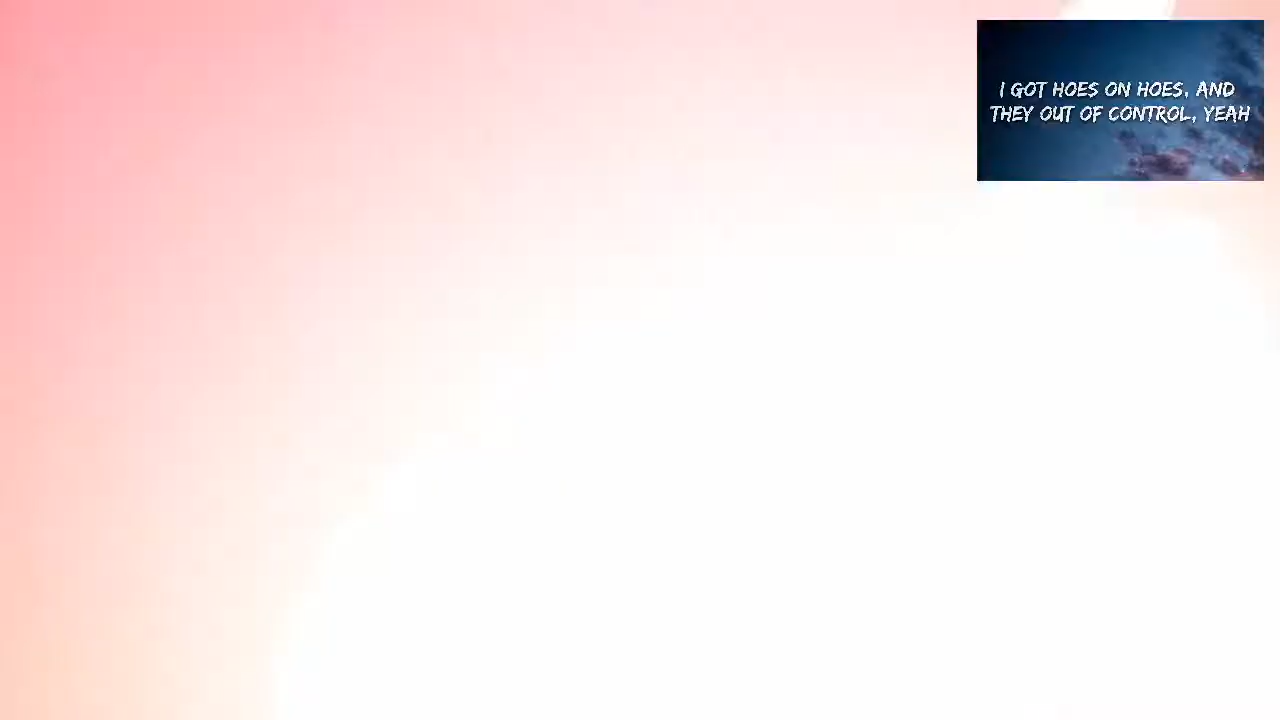 I GOT HOES ON HOES, AND
THEY OUT OF CONTROL, YEAH